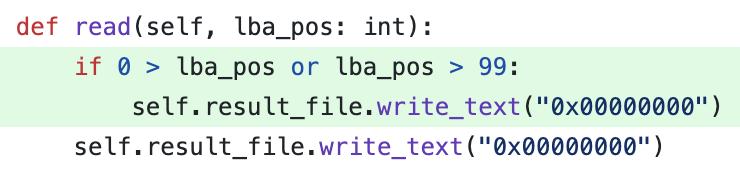 def read(self, lba_pos: int):
    if 0 > lba_pos or lba_pos > 99:
        self.result_file.write_text("0x00000000")
    self.result_file.write_text("0x00000000")